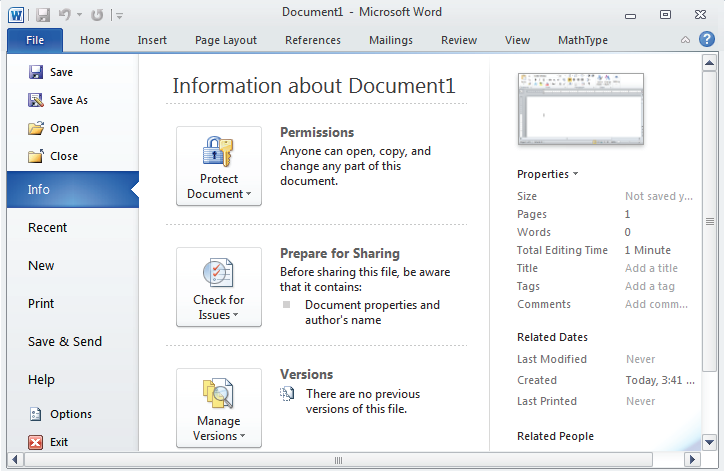 Document1 - Microsoft Word
File Home Insert Page Layout References Mailings Review View MathType
Save
Save As
Open
Close
Info
Recent
New
Print
Save & Send
Help
Options
Exit
Information about Document1
Protect
Document
Permissions
Anyone can open, copy, and
change any part of this
document.
Check for
Issues
Prepare for Sharing
Before sharing this file, be aware
that it contains:
Document properties and
author's name
Manage
Versions
Versions
There are no previous
versions of this file.
Properties
Size Not saved y...
Pages 1
Words 0
Total Editing Time 1 Minute
Title Add a title
Tags Add a tag
Comments Add comm...
Related Dates
Last Modified Never
Created Today, 3:41 ...
Last Printed Never
Related People